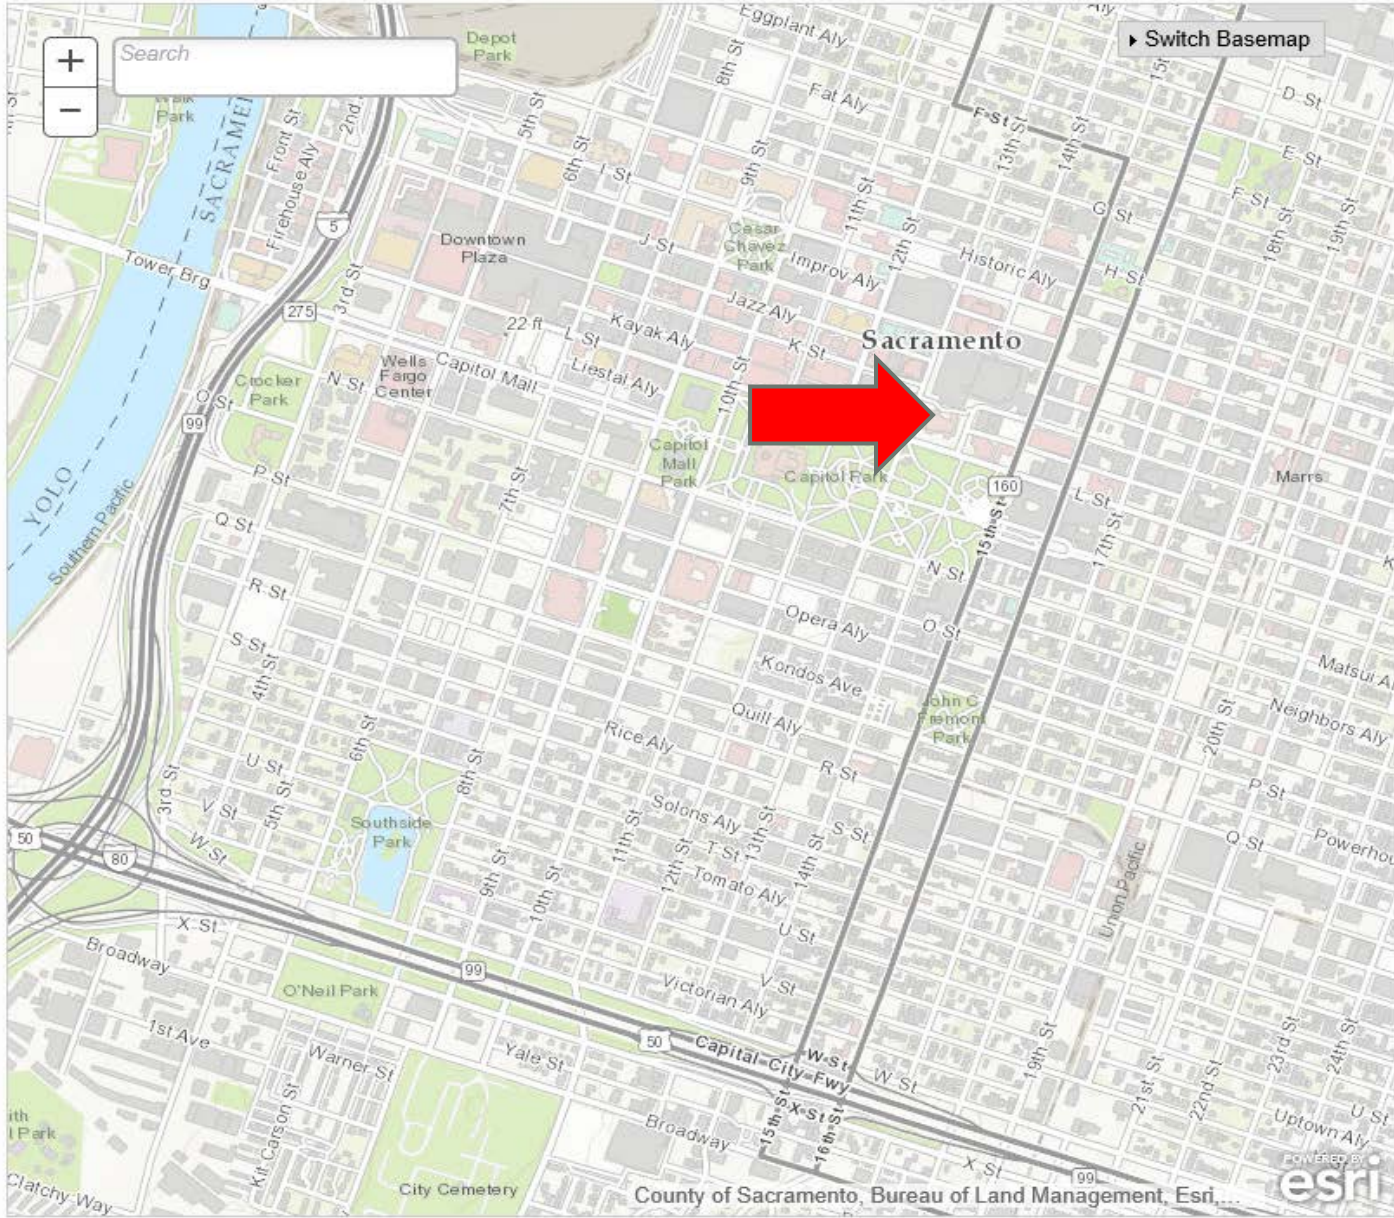 Search
Switch Basemap
Depot
Park
Eggplant Aly
Aly
15t
8th St
Fat Aly
D St
Park
Front St
2nd
SACRAME
Firehouse Aly
5th St
6th St
I St
9th St
F St
13th St
14th St
E St
F St
5
Downtown
Plaza
J St
Cesar
Chavez
Park
Improv Aly
11th St
12th St
Historic Aly
G St
H St
18th St
19th St
Tower Brg
275
3rd St
22 ft
L St
Kayak Aly
Jazz Aly
K St
Sacramento
Wells
Fargo
Center
Capitol Mall
Liestal Aly
N St
Crocker
Park
O St
99
10th St
Capitol
Mall
Park
Capitol Park
160
L St
Marrs
YOLO
Southern Pacific
P St
Q St
7th St
15th St
17th St
N St
K
R St
S St
4th St
Opera Aly
O St
Kondos Ave
Matsui A
John C
Fremont
Park
Neighbors Aly
20th St
Quill Aly
Rice Aly
6th St
8th St
R St
U St
V St
5th St
3rd St
P St
Q St
Powerhou
Southside
Park
Solons Aly
S St
T St
Tomato Aly
11th St
12th St
13th St
14th St
50
80
W St
9th St
10th St
U St
V St
Union Pacific
X St
Broadway
99
Victorian Aly
O'Neil Park
1st Ave
Warner St
Yale St
50
Capital City Fwy
W St
W St
19th St
21st St
22nd St
23rd St
24th St
U St
Uptown Aly
ith
l Park
Kit Carson St
Broadway
15th St
X St
16th St
X St
99
Clatchy Way
City Cemetery
County of Sacramento, Bureau of Land Management, Esri,...
POWERED BY
esri